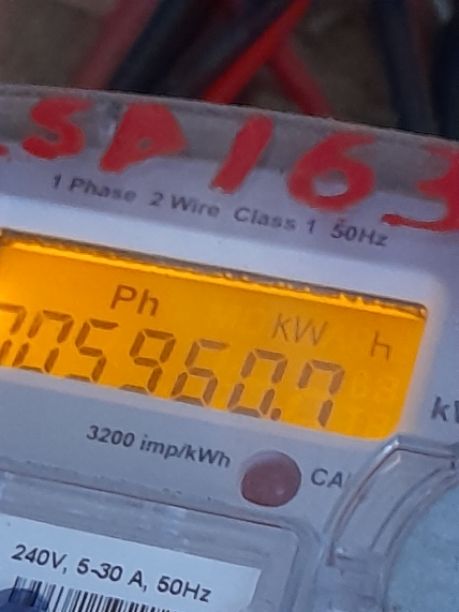 SP163
1 Phase 2 Wire Class 1 50Hz
Ph kW h
005960.7
3200 imp/kWh
240V, 5-30 A, 50Hz